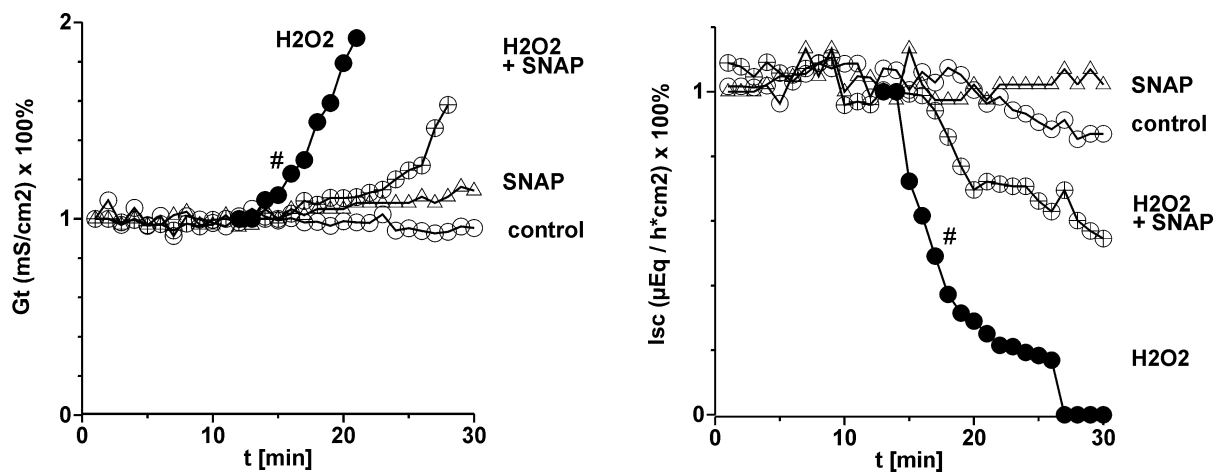 2
H2O2
H2O2
+ SNAP
#
SNAP
1
control
Gt (mS/cm2) x 100%
0
0
10
20
30
t [min]
SNAP
1
control
H2O2
+ SNAP
#
Isc (µEq / h*cm2) x 100%
H2O2
0
0
10
20
30
t [min]